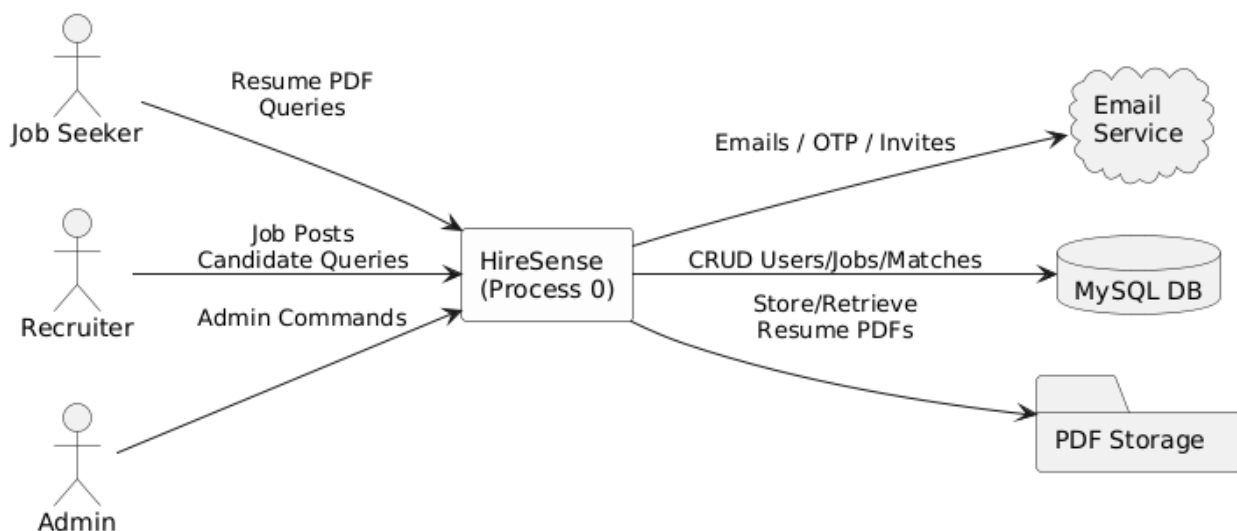 Job Seeker
Resume PDF
Queries
Recruiter
Job Posts
Candidate Queries
Admin
Admin Commands
HireSense
(Process 0)
Emails / OTP / Invites
Email
Service
CRUD Users/Jobs/Matches
MySQL DB
Store/Retrieve
Resume PDFs
PDF Storage